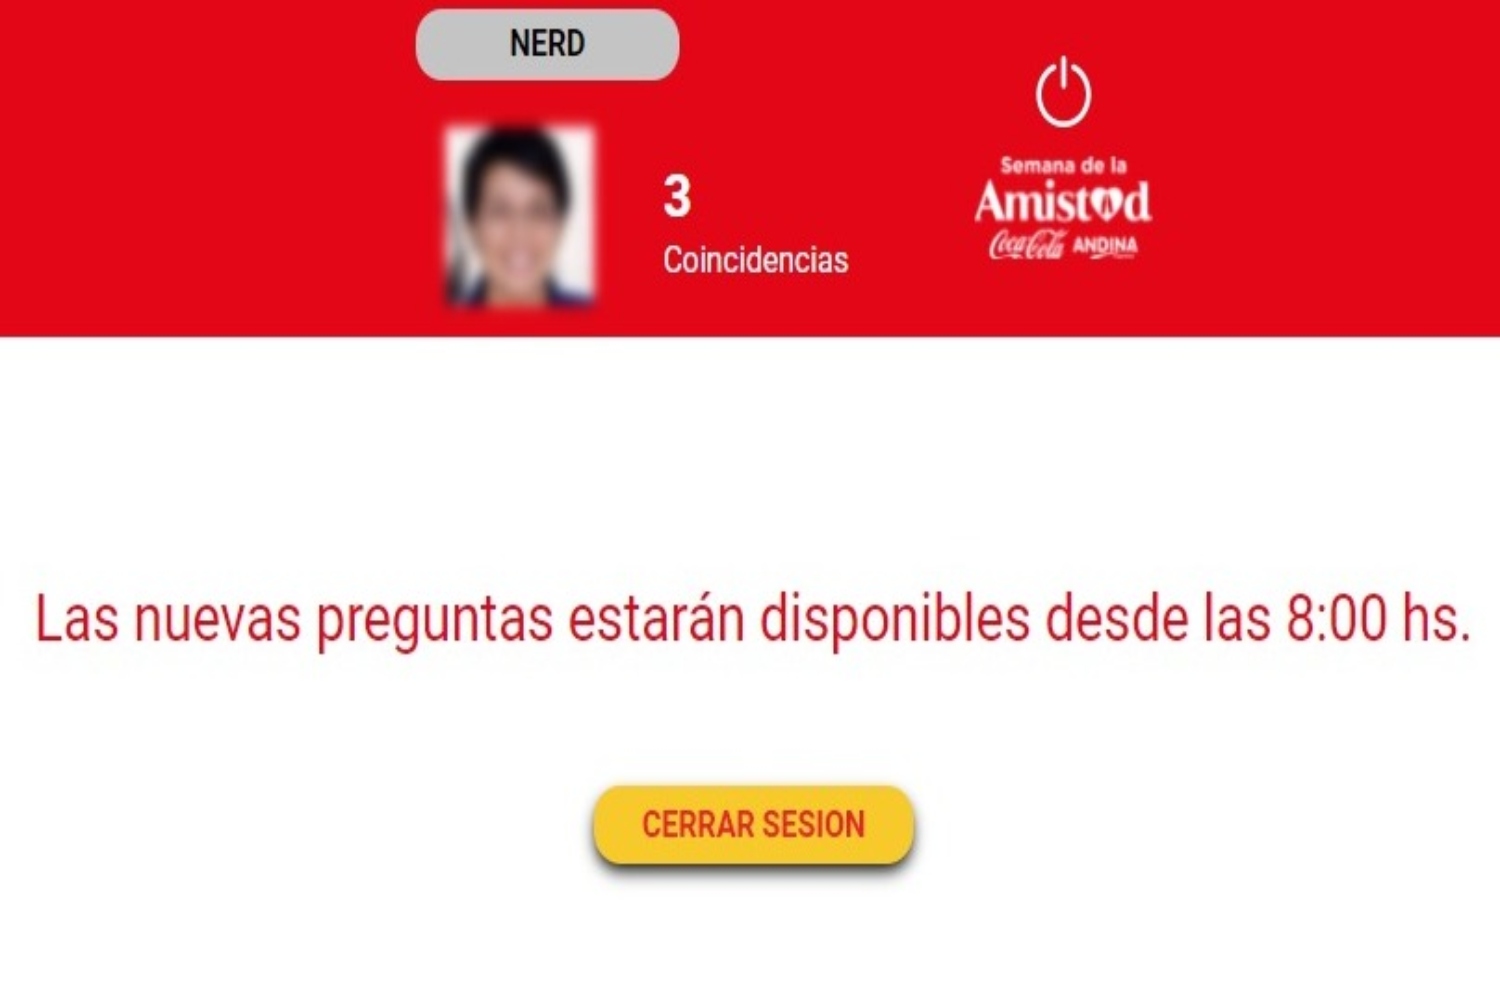 NERD
3
Coincidencias
Semana de la
Amistad
Coca-Cola ANDINA
Las nuevas preguntas estarán disponibles desde las 8:00 hs.
CERRAR SESION